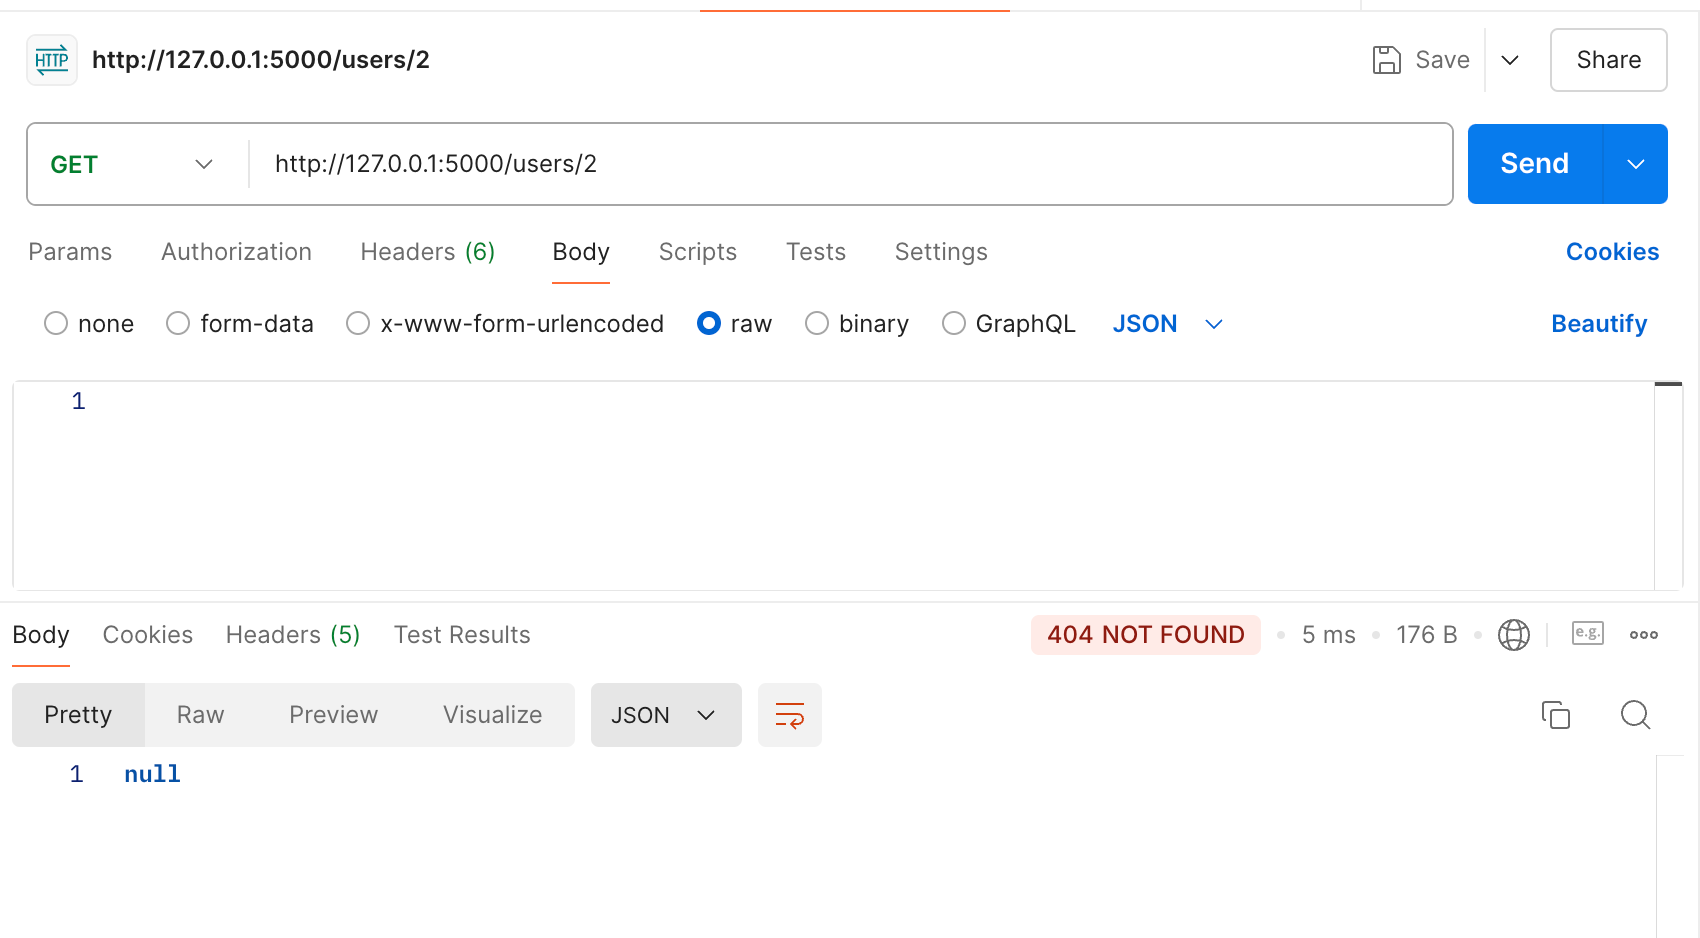 HTTP http://127.0.0.1:5000/users/2 Save Share
GET http://127.0.0.1:5000/users/2 Send
Params Authorization Headers (6) Body Scripts Tests Settings Cookies
none form-data x-www-form-urlencoded raw binary GraphQL JSON Beautify
1
Body Cookies Headers (5) Test Results 404 NOT FOUND 5 ms 176 B e.g.
Pretty Raw Preview Visualize JSON
1 null